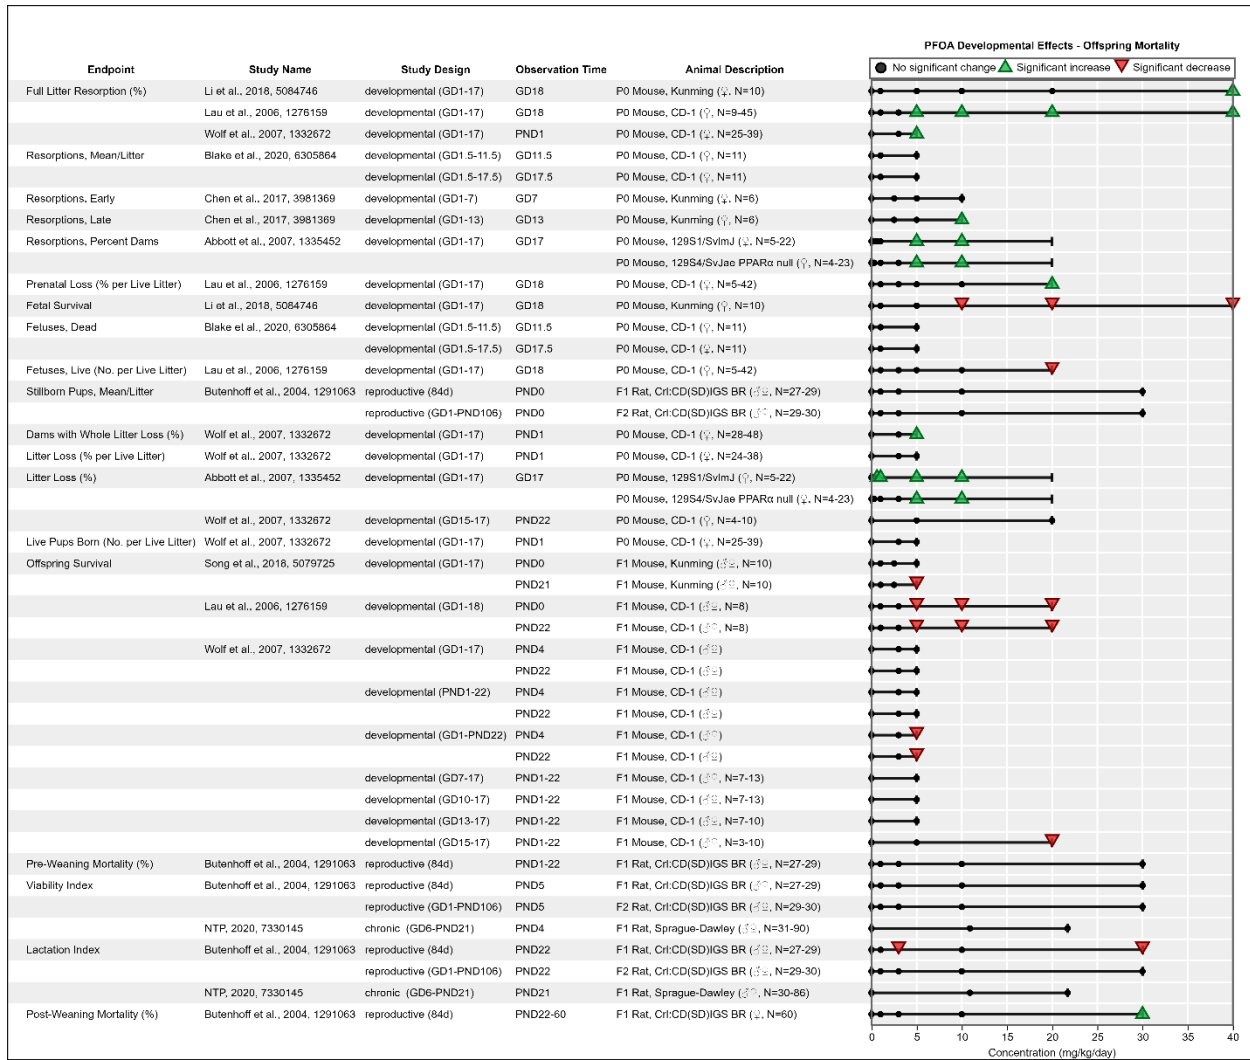 PFOA Developmental Effects - Offspring Mortality
Endpoint Study Name Study Design Observation Time Animal Description
No significant change Significant increase Significant decrease
Full Litter Resorption (%) Li et al., 2018, 5084746 developmental (GD1-17) GD18 P0 Mouse, Kunming (♀, N=10)
Lau et al., 2006, 1276159 developmental (GD1-17) GD18 P0 Mouse, CD-1 (♀, N=9-45)
Wolf et al., 2007, 1332672 developmental (GD1-17) PND1 P0 Mouse, CD-1 (♀, N=25-39)
Resorptions, Mean/Litter Blake et al., 2020, 6305864 developmental (GD1.5-11.5) GD11.5 P0 Mouse, CD-1 (♀, N=11)
developmental (GD1.5-17.5) GD17.5 P0 Mouse, CD-1 (♀, N=11)
Resorptions, Early Chen et al., 2017, 3981369 developmental (GD1-7) GD7 P0 Mouse, Kunming (♀, N=6)
Resorptions, Late Chen et al., 2017, 3981369 developmental (GD1-13) GD13 P0 Mouse, Kunming (♀, N=6)
Resorptions, Percent Dams Abbott et al., 2007, 1335452 developmental (GD1-17) GD17 P0 Mouse, 129S1/SvlmJ (♀, N=5-22)
P0 Mouse, 129S4/SvJae PPARα null (♀, N=4-23)
Prenatal Loss (% per Live Litter) Lau et al., 2006, 1276159 developmental (GD1-17) GD18 P0 Mouse, CD-1 (♀, N=5-42)
Fetal Survival Li et al., 2018, 5084746 developmental (GD1-17) GD18 P0 Mouse, Kunming (♀, N=10)
Fetuses, Dead Blake et al., 2020, 6305864 developmental (GD1.5-11.5) GD11.5 P0 Mouse, CD-1 (♀, N=11)
developmental (GD1.5-17.5) GD17.5 P0 Mouse, CD-1 (♀, N=11)
Fetuses, Live (No. per Live Litter) Lau et al., 2006, 1276159 developmental (GD1-17) GD18 P0 Mouse, CD-1 (♀, N=5-42)
Stillborn Pups, Mean/Litter Butenhoff et al., 2004, 1291063 reproductive (84d) PND0 F1 Rat, Crl:CD(SD)IGS BR (♂♀, N=27-29)
reproductive (GD1-PND106) PND0 F2 Rat, Crl:CD(SD)IGS BR (♂♀, N=29-30)
Dams with Whole Litter Loss (%) Wolf et al., 2007, 1332672 developmental (GD1-17) PND1 P0 Mouse, CD-1 (♀, N=28-48)
Litter Loss (% per Live Litter) Wolf et al., 2007, 1332672 developmental (GD1-17) PND1 P0 Mouse, CD-1 (♀, N=24-38)
Litter Loss (%) Abbott et al., 2007, 1335452 developmental (GD1-17) GD17 P0 Mouse, 129S1/SvlmJ (♀, N=5-22)
P0 Mouse, 129S4/SvJae PPARα null (♀, N=4-23)
Wolf et al., 2007, 1332672 developmental (GD15-17) PND22 P0 Mouse, CD-1 (♀, N=4-10)
Live Pups Born (No. per Live Litter) Wolf et al., 2007, 1332672 developmental (GD1-17) PND1 P0 Mouse, CD-1 (♀, N=25-39)
Offspring Survival Song et al., 2018, 5079725 developmental (GD1-17) PND0 F1 Mouse, Kunming (♂♀, N=10)
PND21 F1 Mouse, Kunming (♂♀, N=10)
Lau et al., 2006, 1276159 developmental (GD1-18) PND0 F1 Mouse, CD-1 (♂♀, N=8)
PND22 F1 Mouse, CD-1 (♂♀, N=8)
Wolf et al., 2007, 1332672 developmental (GD1-17) PND4 F1 Mouse, CD-1 (♂♀)
PND22 F1 Mouse, CD-1 (♂♀)
developmental (PND1-22) PND4 F1 Mouse, CD-1 (♂♀)
PND22 F1 Mouse, CD-1 (♂♀)
developmental (GD1-PND22) PND4 F1 Mouse, CD-1 (♂♀)
PND22 F1 Mouse, CD-1 (♂♀)
developmental (GD7-17) PND1-22 F1 Mouse, CD-1 (♂♀, N=7-13)
developmental (GD10-17) PND1-22 F1 Mouse, CD-1 (♂♀, N=7-13)
developmental (GD13-17) PND1-22 F1 Mouse, CD-1 (♂♀, N=7-10)
developmental (GD15-17) PND1-22 F1 Mouse, CD-1 (♂♀, N=3-10)
Pre-Weaning Mortality (%) Butenhoff et al., 2004, 1291063 reproductive (84d) PND1-22 F1 Rat, Crl:CD(SD)IGS BR (♂♀, N=27-29)
Viability Index Butenhoff et al., 2004, 1291063 reproductive (84d) PND5 F1 Rat, Crl:CD(SD)IGS BR (♂♀, N=27-29)
reproductive (GD1-PND106) PND5 F2 Rat, Crl:CD(SD)IGS BR (♂♀, N=29-30)
NTP, 2020, 7330145 chronic (GD6-PND21) PND4 F1 Rat, Sprague-Dawley (♂♀, N=31-90)
Lactation Index Butenhoff et al., 2004, 1291063 reproductive (84d) PND22 F1 Rat, Crl:CD(SD)IGS BR (♂♀, N=27-29)
reproductive (GD1-PND106) PND22 F2 Rat, Crl:CD(SD)IGS BR (♂♀, N=29-30)
NTP, 2020, 7330145 chronic (GD6-PND21) PND21 F1 Rat, Sprague-Dawley (♂♀, N=30-86)
Post-Weaning Mortality (%) Butenhoff et al., 2004, 1291063 reproductive (84d) PND22-60 F1 Rat, Crl:CD(SD)IGS BR (♀, N=60)
0 5 10 15 20 25 30 35 40
Concentration (mg/kg/day)